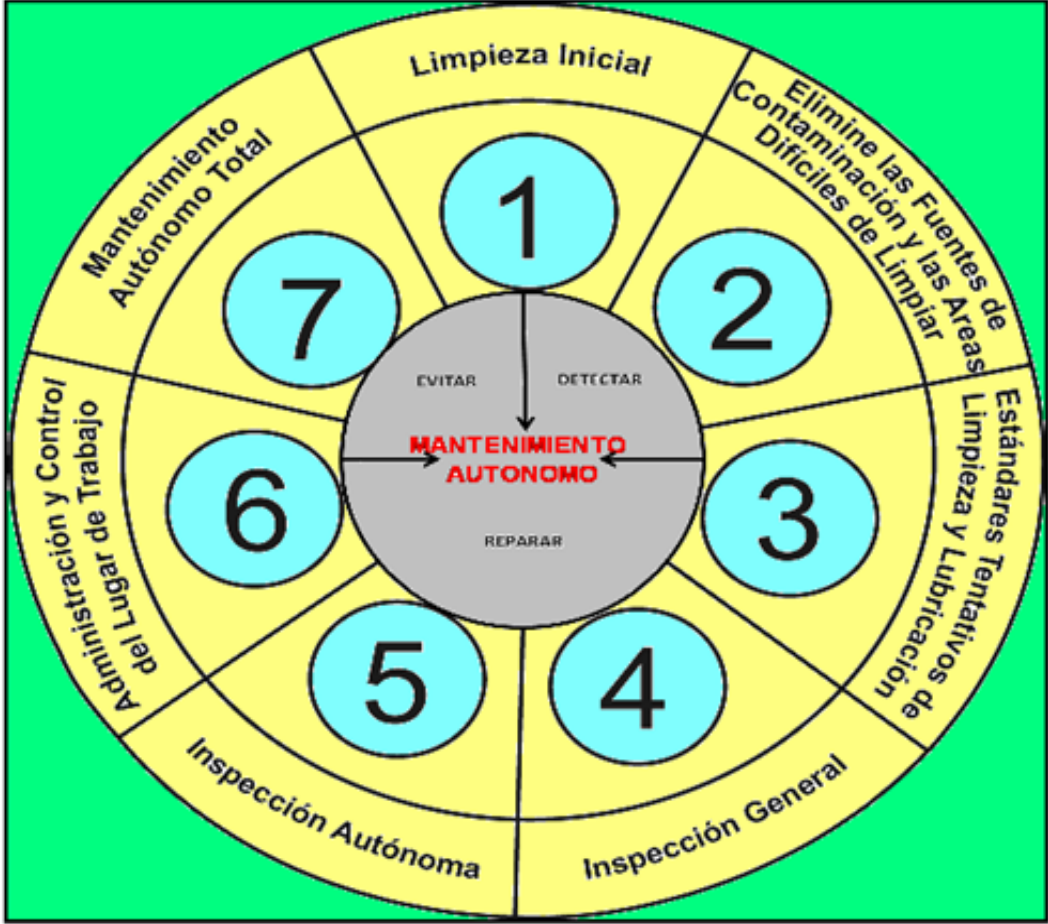 Limpieza Inicial
1
Elimine las Fuentes de
Contaminación y las Areas
Difíciles de Limpiar
2
Estándares Tentativos de
Limpieza y Lubricación
3
Inspección General
4
Inspección Autónoma
5
Administración y Control
del Lugar de Trabajo
6
Mantenimiento
Autónomo Total
7
EVITAR
DETECTAR
MANTENIMIENTO
AUTONOMO
REPARAR